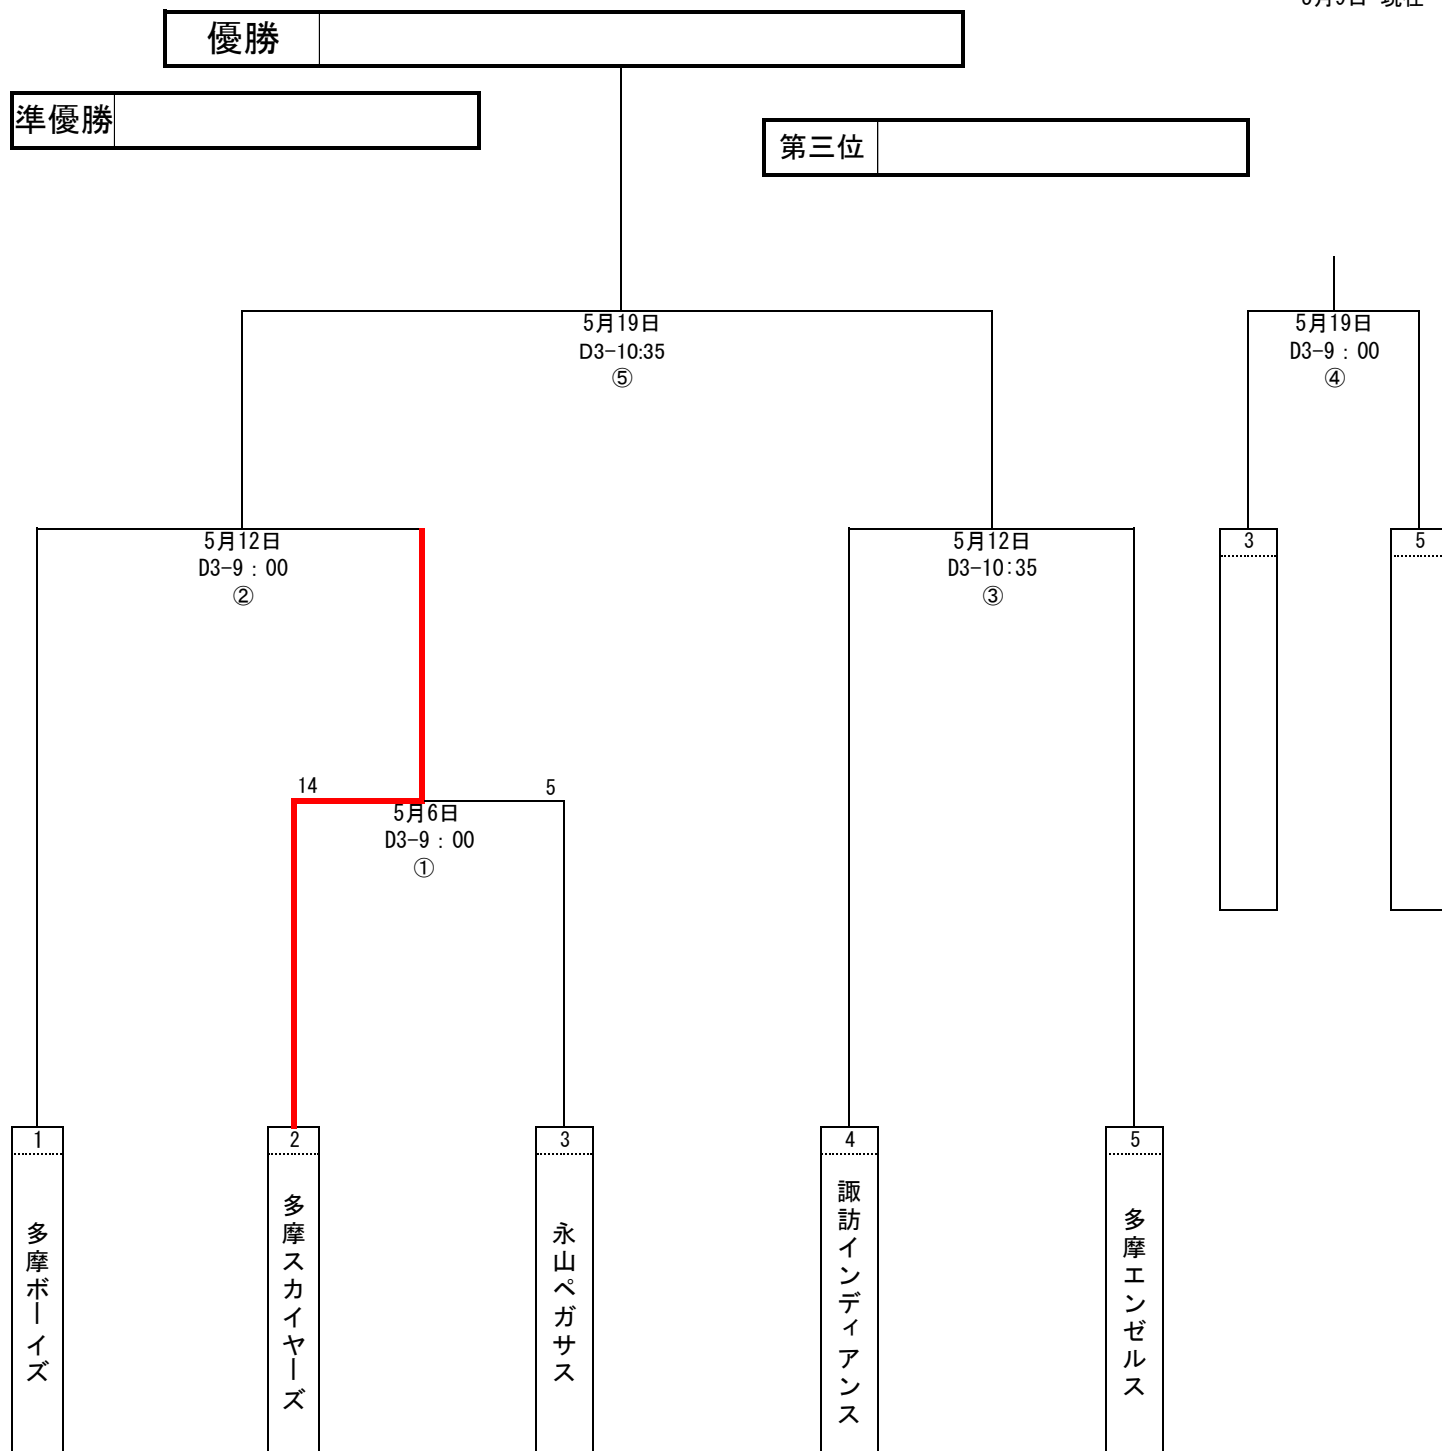 優勝
準優勝
第三位
5月19日
D3-10:35
⑤
5月19日
D3-9：00
④
5月12日
D3-9：00
②
5月12日
D3-10:35
③
3
5
14
5
5月6日
D3-9：00
①
1
多摩ボーイズ
2
多摩スカイヤーズ
3
永山ペガサス
4
諏訪インディアンス
5
多摩エンゼルス